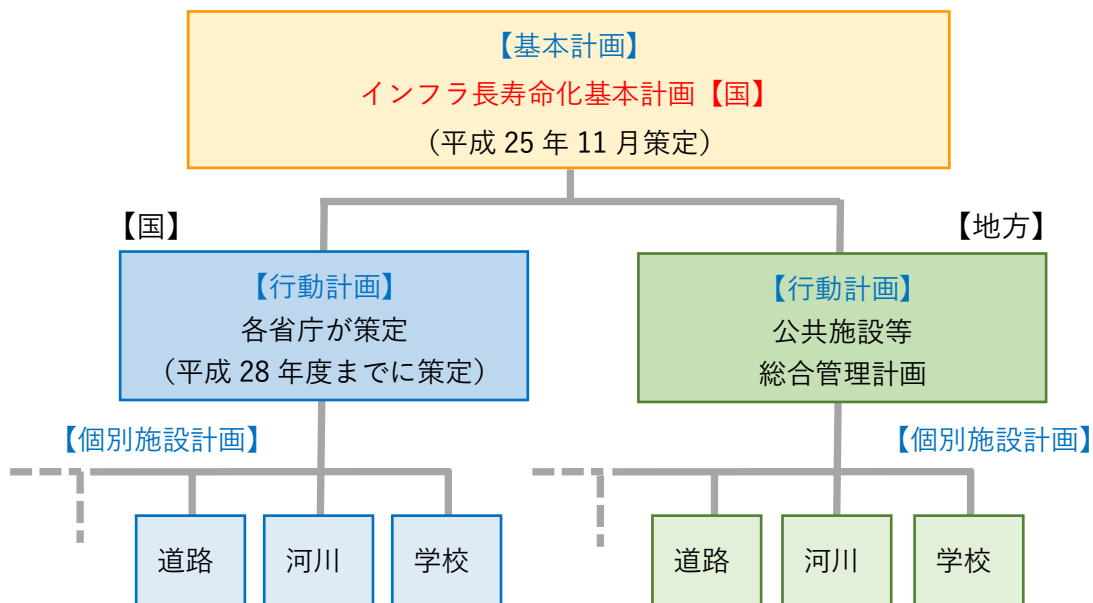 【基本計画】
インフラ長寿命化基本計画【国】
（平成 25 年 11 月策定）
【国】
【地方】
【行動計画】
各省庁が策定
（平成 28 年度までに策定）
【行動計画】
公共施設等
総合管理計画
【個別施設計画】
【個別施設計画】
道路
河川
学校
道路
河川
学校